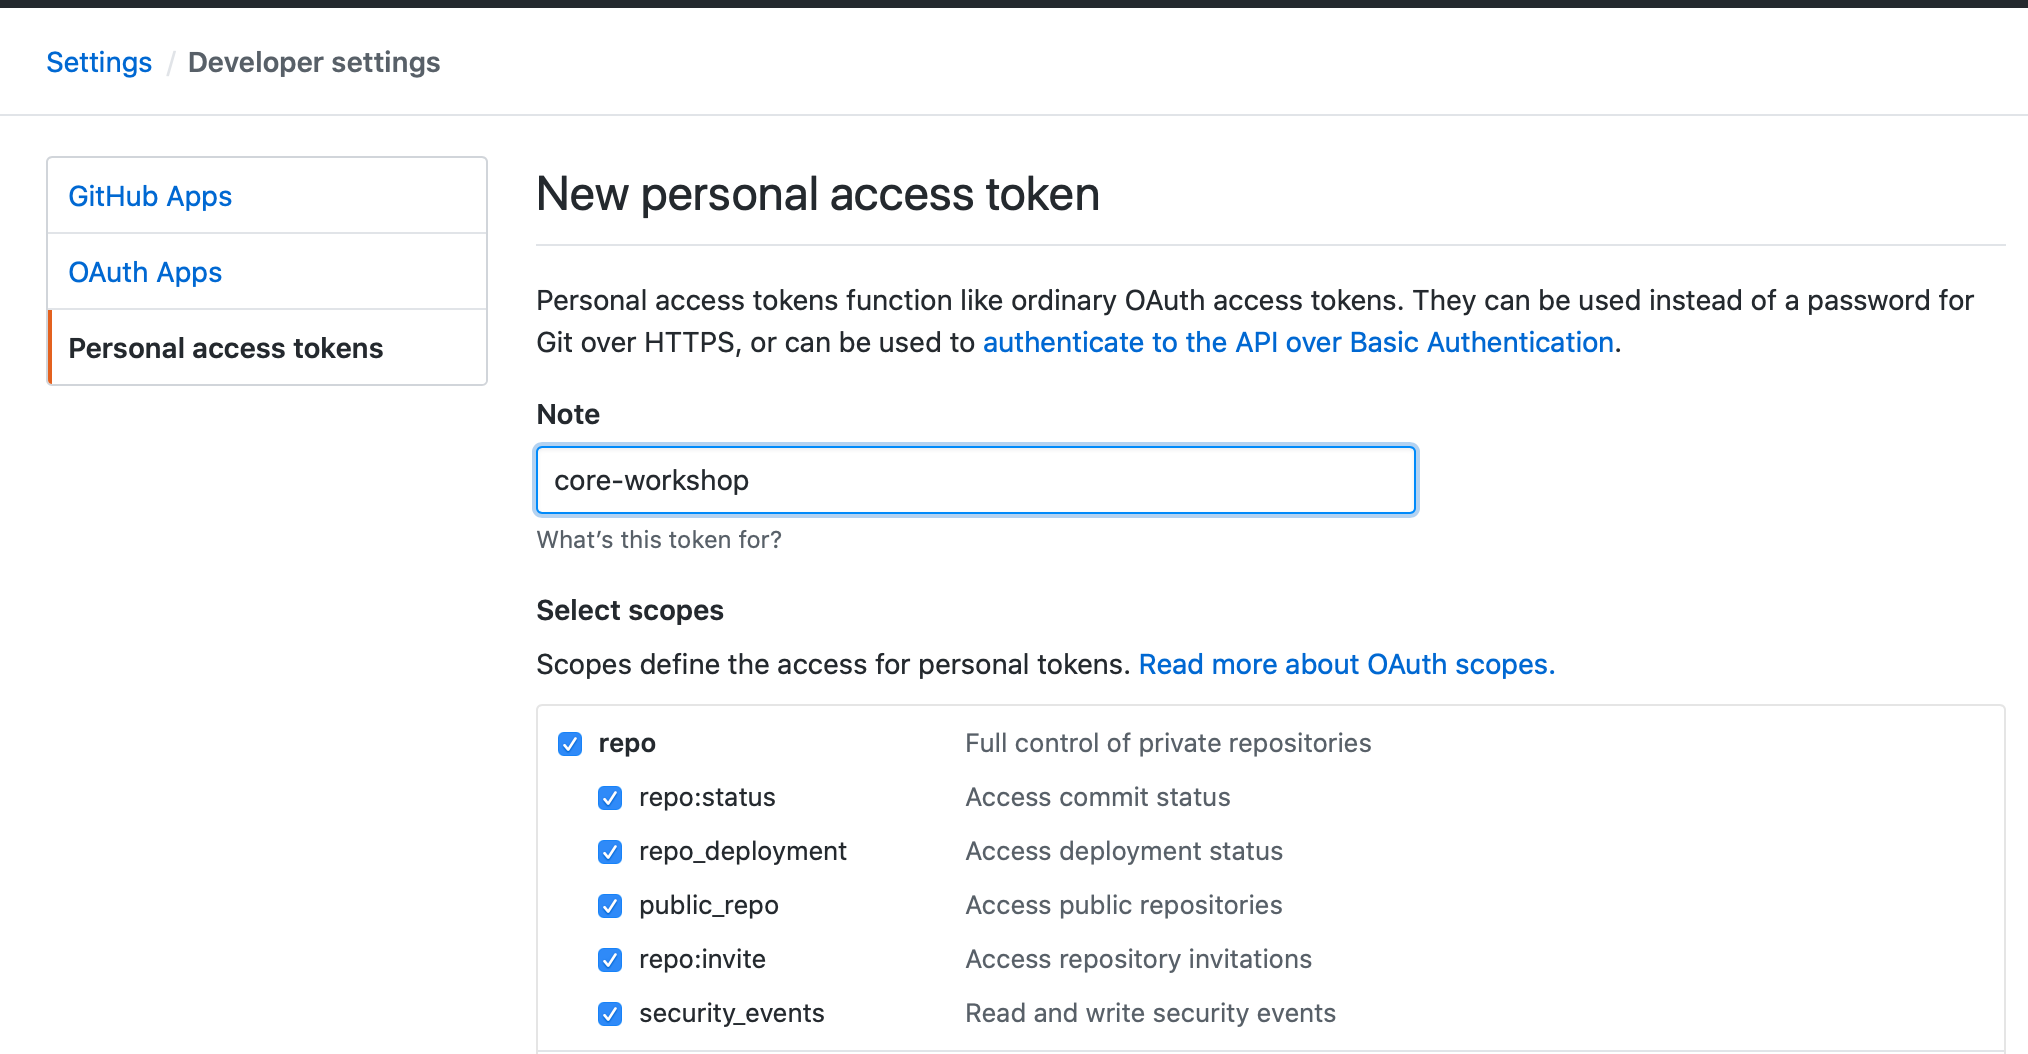 Settings / Developer settings
GitHub Apps
OAuth Apps
Personal access tokens
New personal access token
Personal access tokens function like ordinary OAuth access tokens. They can be used instead of a password for
Git over HTTPS, or can be used to authenticate to the API over Basic Authentication.
Note
core-workshop
What's this token for?
Select scopes
Scopes define the access for personal tokens. Read more about OAuth scopes.
repo Full control of private repositories
repo:status Access commit status
repo_deployment Access deployment status
public_repo Access public repositories
repo:invite Access repository invitations
security_events Read and write security events